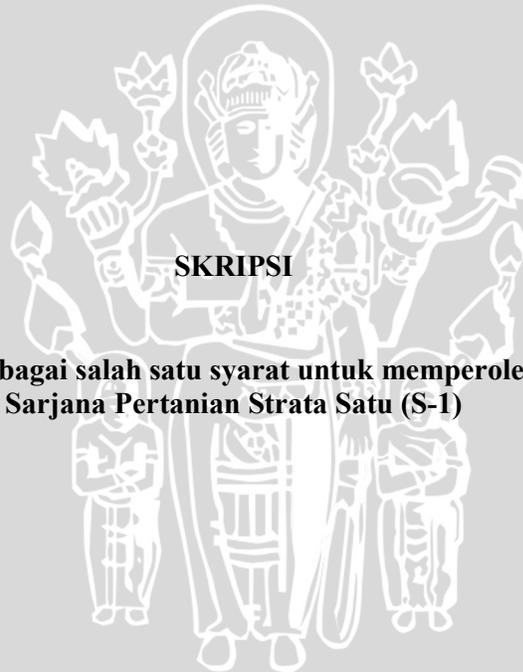 SKRIPSI
bagai salah satu syarat untuk memperole
Sarjana Pertanian Strata Satu (S-1)